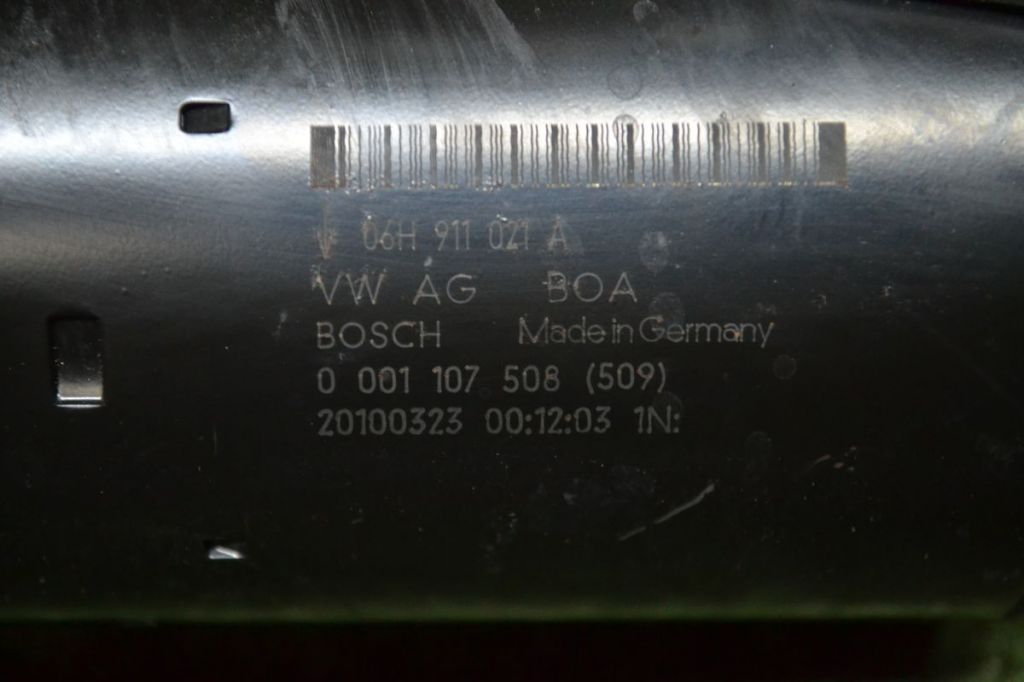 06H 911 021 A
VW AG BOA
BOSCH Made in Germany
0 001 107 508 (509)
20100323 00:12:03 1N: